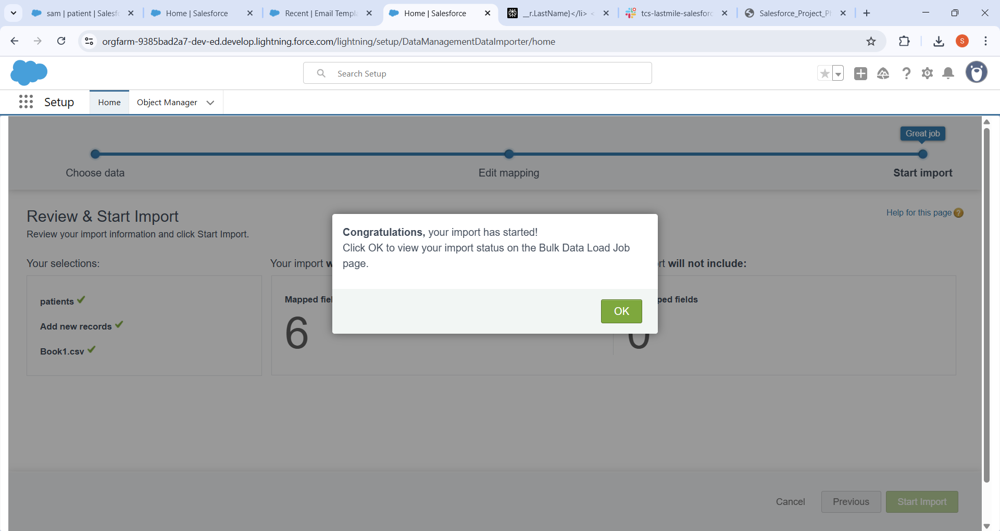 sam | patient | Salesfo
Home | Salesforce
Recent | Email Templa
Home | Salesforce
__r.LastName}</li> <
tcs-lastmile-salesforc
Salesforce_Project_Ph
orgfarm-9385bad2a7-dev-ed.develop.lightning.force.com/lightning/setup/DataManagementDataImporter/home
S
Search Setup
Setup
Home
Object Manager
Great job
Choose data
Edit mapping
Start import
Review & Start Import
Review your import information and click Start Import.
Help for this page ?
Congratulations, your import has started!
Click OK to view your import status on the Bulk Data Load Job
page.
OK
Your selections:
patients
Add new records
Book1.csv
Your import w
Mapped fiel
6
rt will not include:
ped fields
0
Cancel
Previous
Start Import